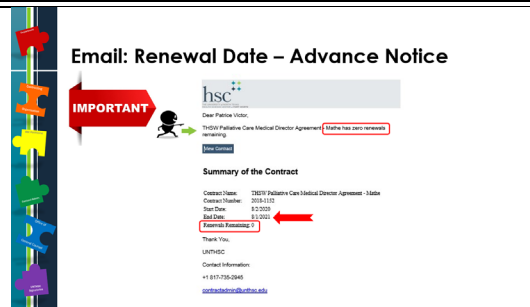 Email: Renewal Date – Advance Notice
IMPORTANT
hsc
Dear Patrice Victor,
THSW Palliative Care Medical Director Agreement - Mathe has zero renewals
remaining.
View Contract
Summary of the Contract
Contract Name: THSW Palliative Care Medical Director Agreement - Mathe
Contract Number: 2018-1152
Start Date: 8/2/2020
End Date: 8/1/2021
Renewals Remaining: 0
Thank You,
UNTHSC
Contact Information:
+1 817-735-2945
contractadmin@unthsc.edu